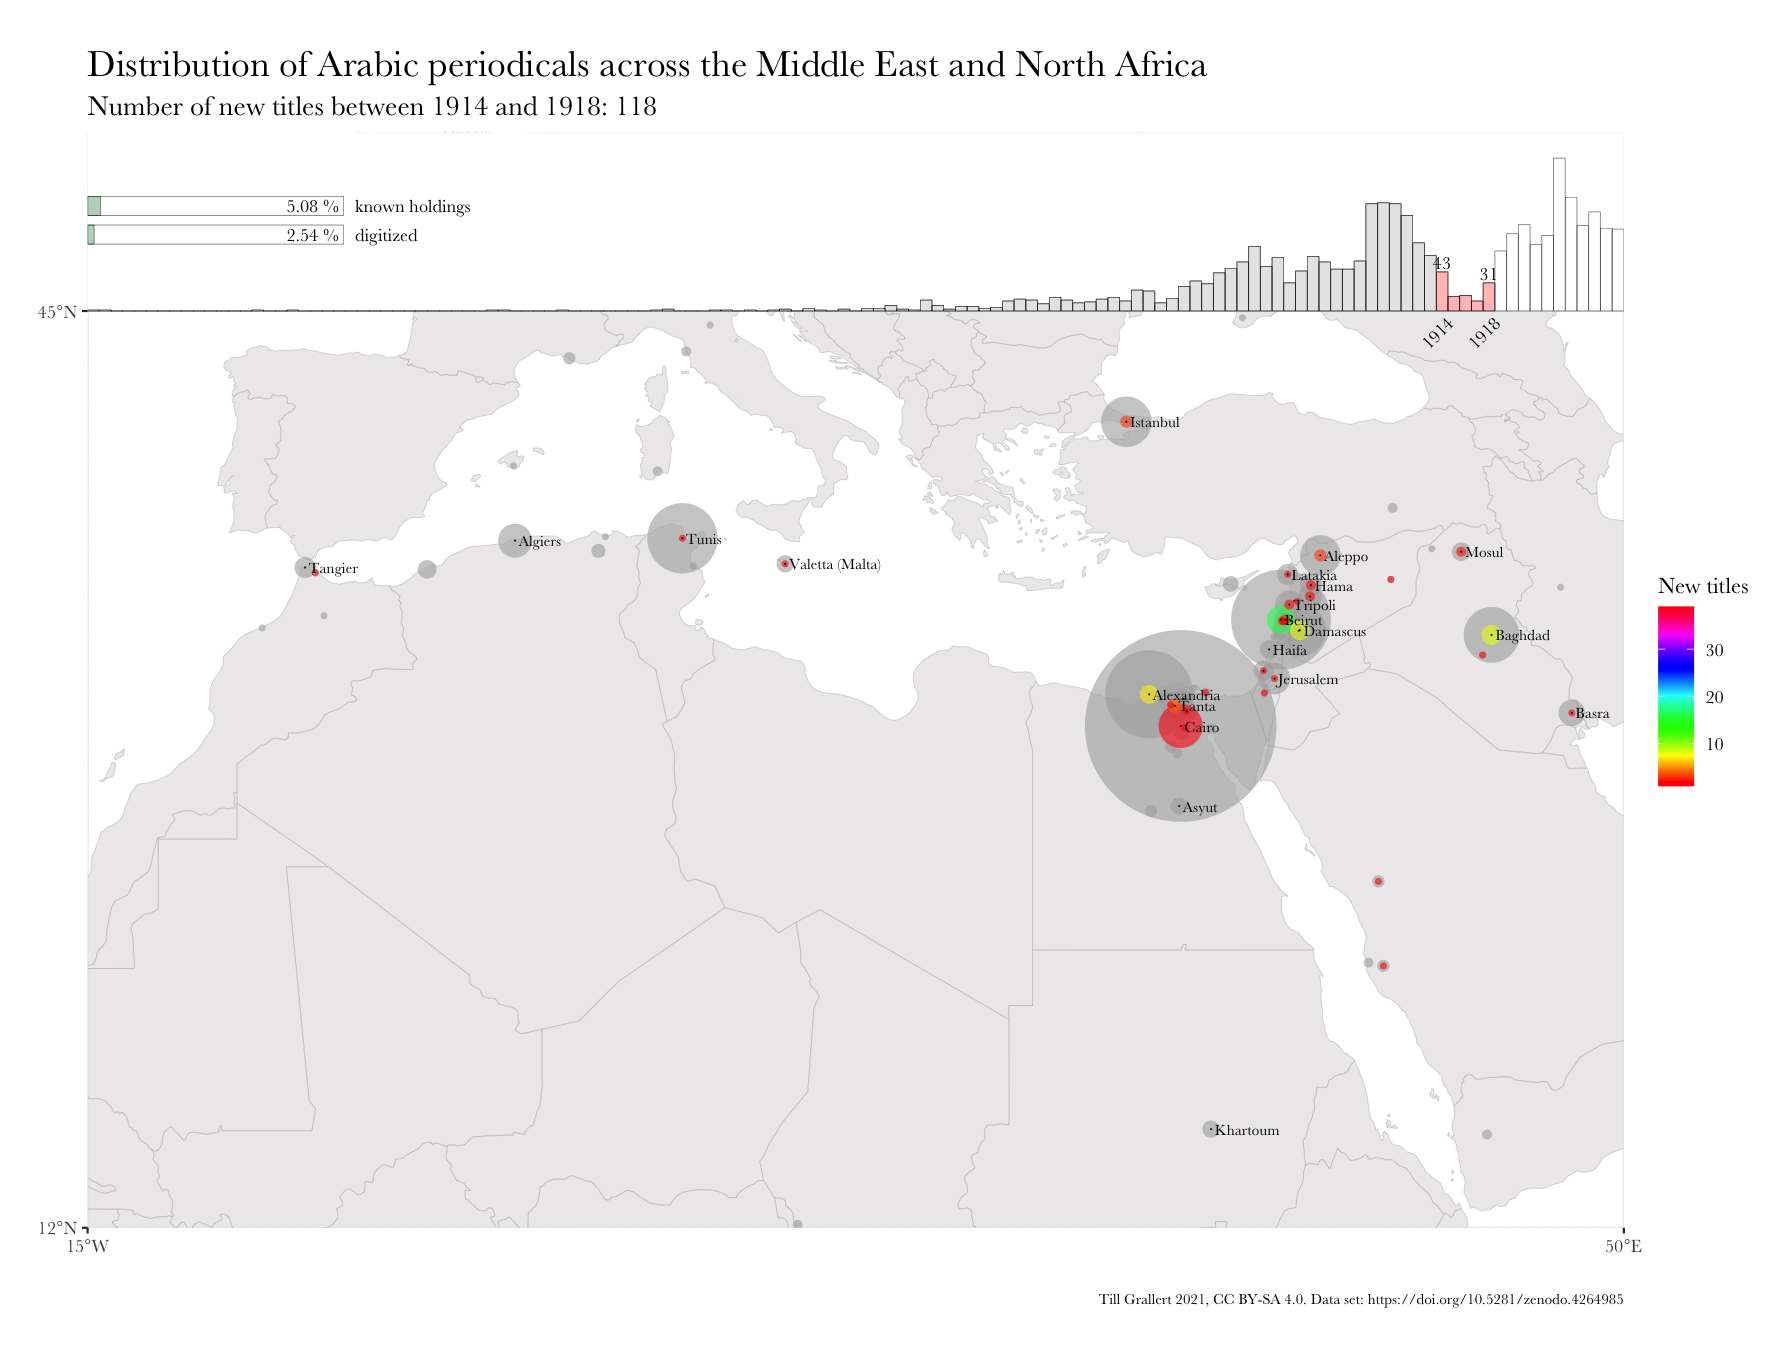 Distribution of Arabic periodicals across the Middle East and North Africa
Number of new titles between 1914 and 1918: 118
5.08 % known holdings
2.54 % digitized
43
31
45°N
1914
1918
Istanbul
Algiers
Tunis
Tangier
Valetta (Malta)
Aleppo
Mosul
Latakia
Hama
Tripoli
Beirut
Damascus
Baghdad
Haifa
Jerusalem
Alexandria
Tanta
Basra
Cairo
Asyut
Khartoum
New titles
30
20
10
12°N
15°W
50°E
Till Grallert 2021, CC BY-SA 4.0. Data set: https://doi.org/10.5281/zenodo.4264985